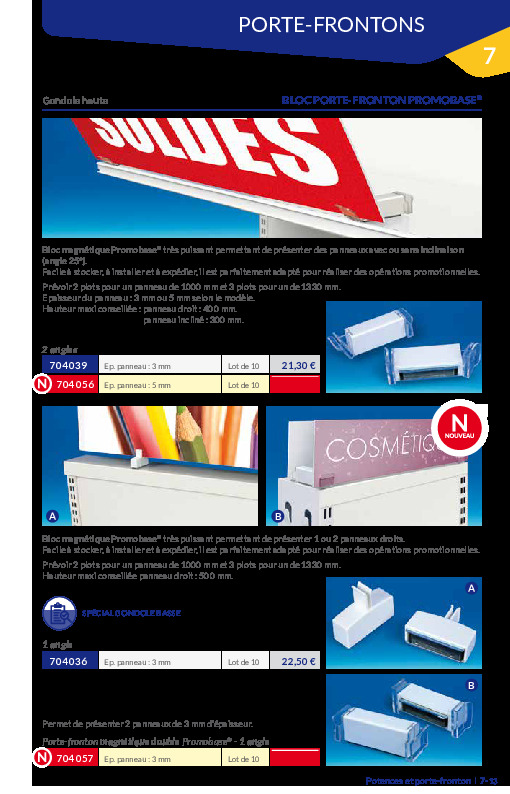 PORTE-FRONTONS
7
Gondole haute
BLOC PORTE-FRONTON PROMOBASE®
SOLDES
Bloc magnétique Promobase® très puissant permettant de présenter des panneaux avec ou sans inclinaison
(angle 25°).
Facile à stocker, à installer et à expédier, il est parfaitement adapté pour réaliser des opérations promotionnelles.
Prévoir 2 plots pour un panneau de 1000 mm et 3 plots pour un de 1330 mm.
Epaisseur du panneau : 3 mm ou 5 mm selon le modèle.
Hauteur maxi conseillée : panneau droit : 400 mm.
panneau incliné : 300 mm.
2 angles
704039 Ep. panneau : 3 mm Lot de 10 21,30 €
N 704056 Ep. panneau : 5 mm Lot de 10
N
NOUVEAU
COSMÉTIQ
A
B
Bloc magnétique Promobase® très puissant permettant de présenter 1 ou 2 panneaux droits.
Facile à stocker, à installer et à expédier, il est parfaitement adapté pour réaliser des opérations promotionnelles.
Prévoir 2 plots pour un panneau de 1000 mm et 3 plots pour un de 1330 mm.
Hauteur maxi conseillée panneau droit : 500 mm.
A
SPÉCIAL GONDOLE BASSE
1 angle
704036 Ep. panneau : 3 mm Lot de 10 22,50 €
B
Permet de présenter 2 panneaux de 3 mm d'épaisseur.
Porte-fronton magnétique double Promobase® - 1 angle
N 704057 Ep. panneau : 3 mm Lot de 10
Potences et porte-fronton | 7-33